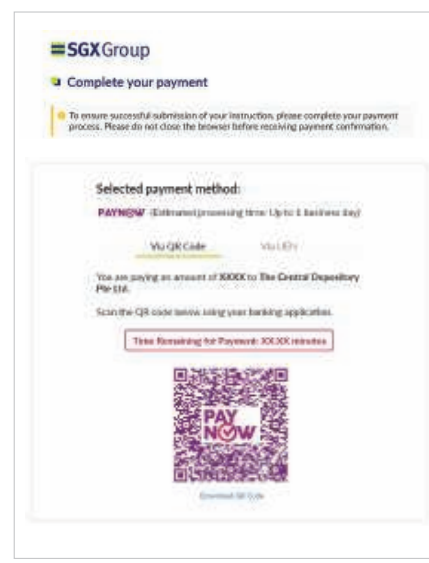 SGXGroup
Complete your payment
To ensure successful submission of your instruction, please complete your payment
process. Please do not close the browser before receiving payment confirmation.
Selected payment method:
PAYNOW (Estimated processing time: Up to 1 business day)
Via QR Code Via UEN
You are paying an amount of XXXX to The Central Depository
Pte Ltd.
Scan the QR code below using your banking application.
Time Remaining for Payment: XX:XX minutes
PAY
NOW
Download QR Code